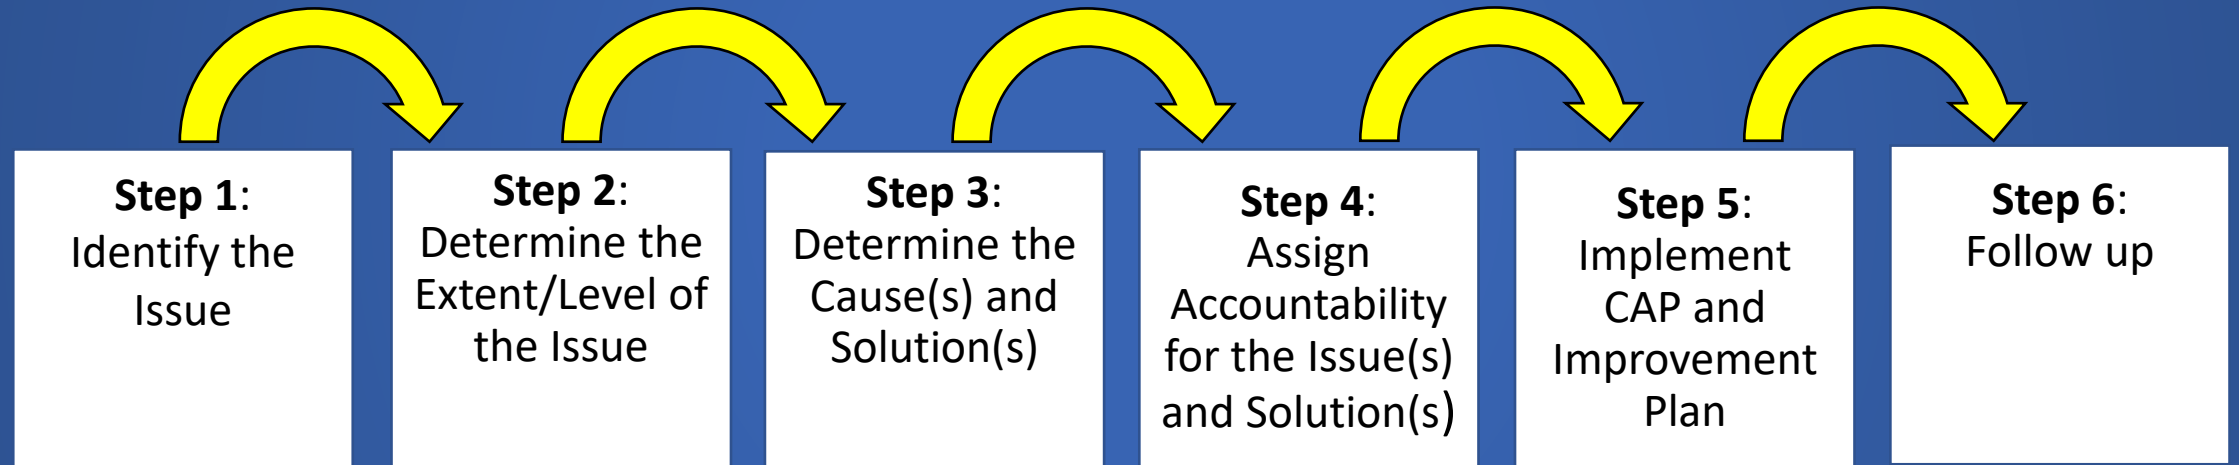 Step 1:
Identify the
Issue
Step 2:
Determine the
Extent/Level of
the Issue
Step 3:
Determine the
Cause(s) and
Solution(s)
Step 4:
Assign
Accountability
for the Issue(s)
and Solution(s)
Step 5:
Implement
CAP and
Improvement
Plan
Step 6:
Follow up